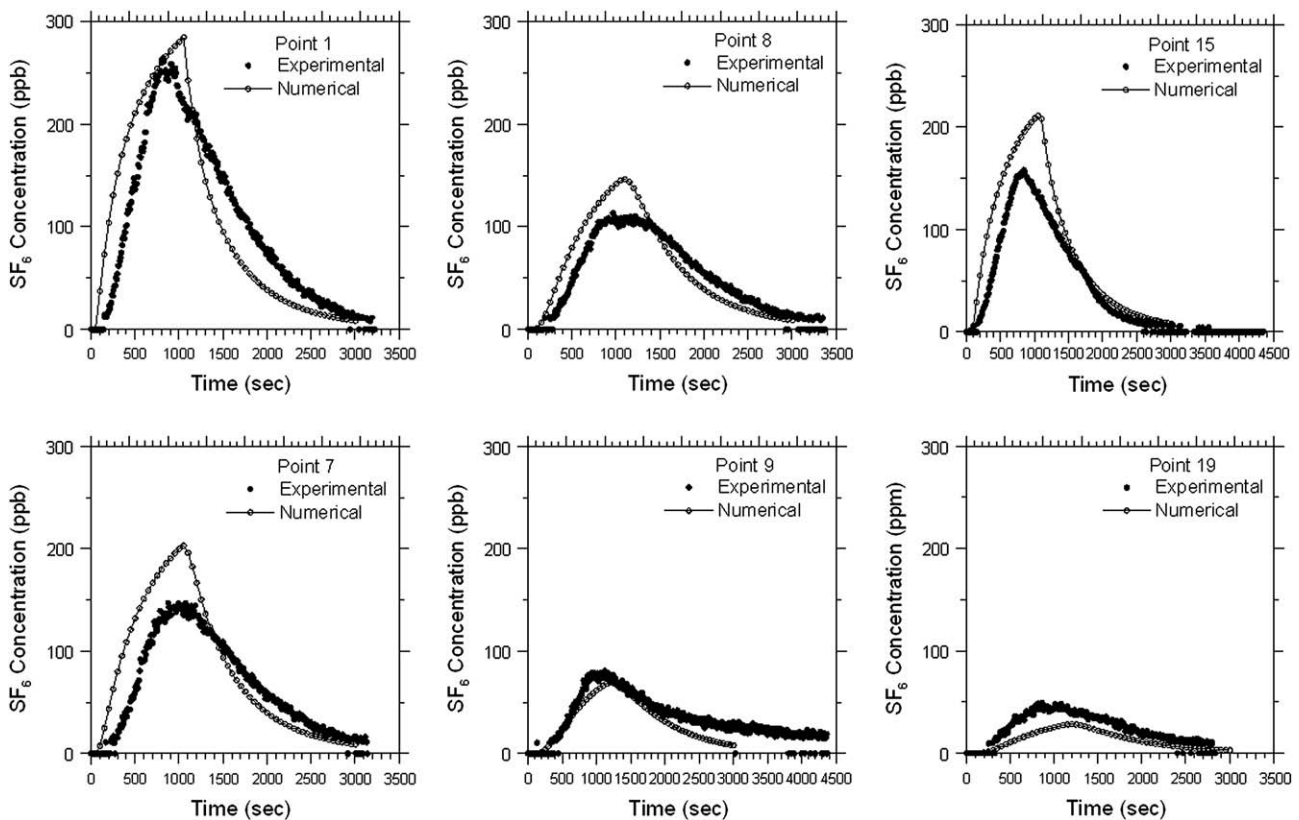 300
200
100
0
SF6 Concentration (ppb)
Point 1
Experimental
Numerical
0 500 1000 1500 2000 2500 3000 3500
Time (sec)
300
200
100
0
SF6 Concentration (ppb)
Point 8
Experimental
Numerical
0 500 1000 1500 2000 2500 3000 3500
Time (sec)
300
200
100
0
SF6 Concentration (ppb)
Point 15
Experimental
Numerical
0 500 1000 1500 2000 2500 3000 3500 4000 4500
Time (sec)
300
200
100
0
SF6 Concentration (ppb)
Point 7
Experimental
Numerical
0 500 1000 1500 2000 2500 3000 3500
Time (sec)
300
200
100
0
SF6 Concentration (ppb)
Point 9
Experimental
Numerical
0 500 1000 1500 2000 2500 3000 3500 4000 4500
Time (sec)
300
200
100
0
SF6 Concentration (ppm)
Point 19
Experimental
Numerical
0 500 1000 1500 2000 2500 3000 3500
Time (sec)